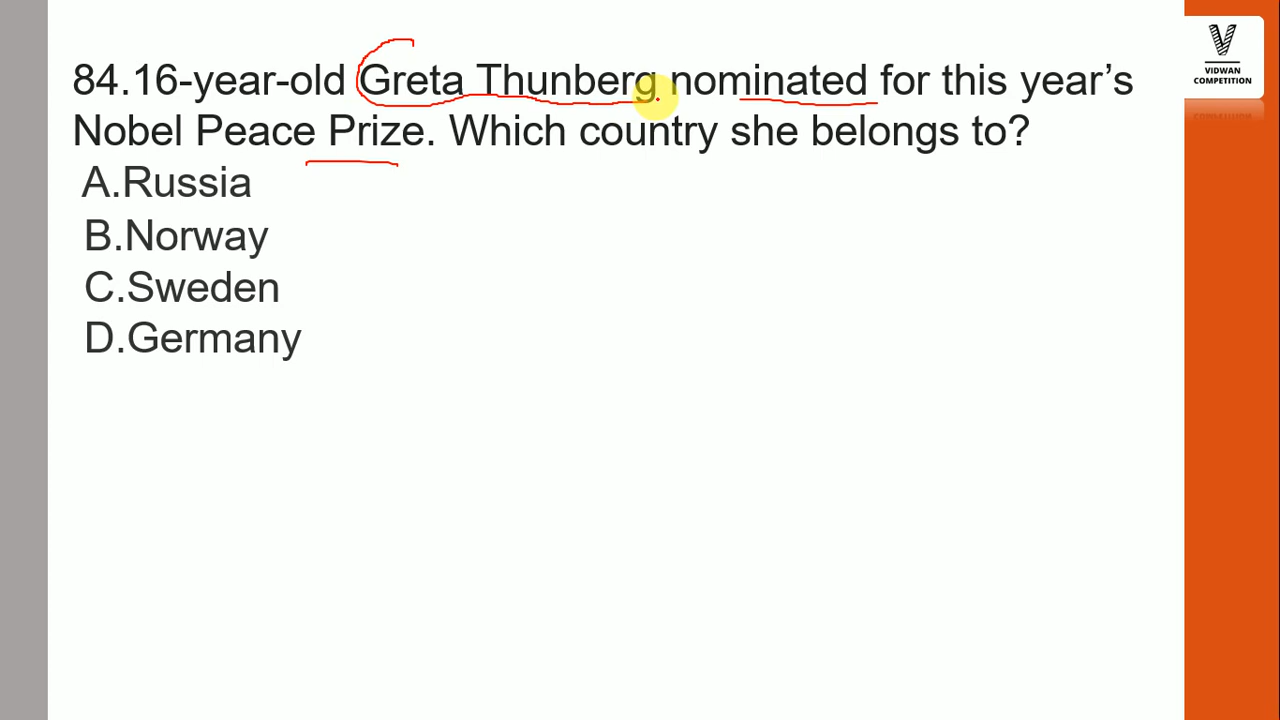 84.16-year-old Greta Thunberg nominated for this year’s
Nobel Peace Prize. Which country she belongs to?
A.Russia
B.Norway
C.Sweden
D.Germany
VIDWAN
COMPETITION